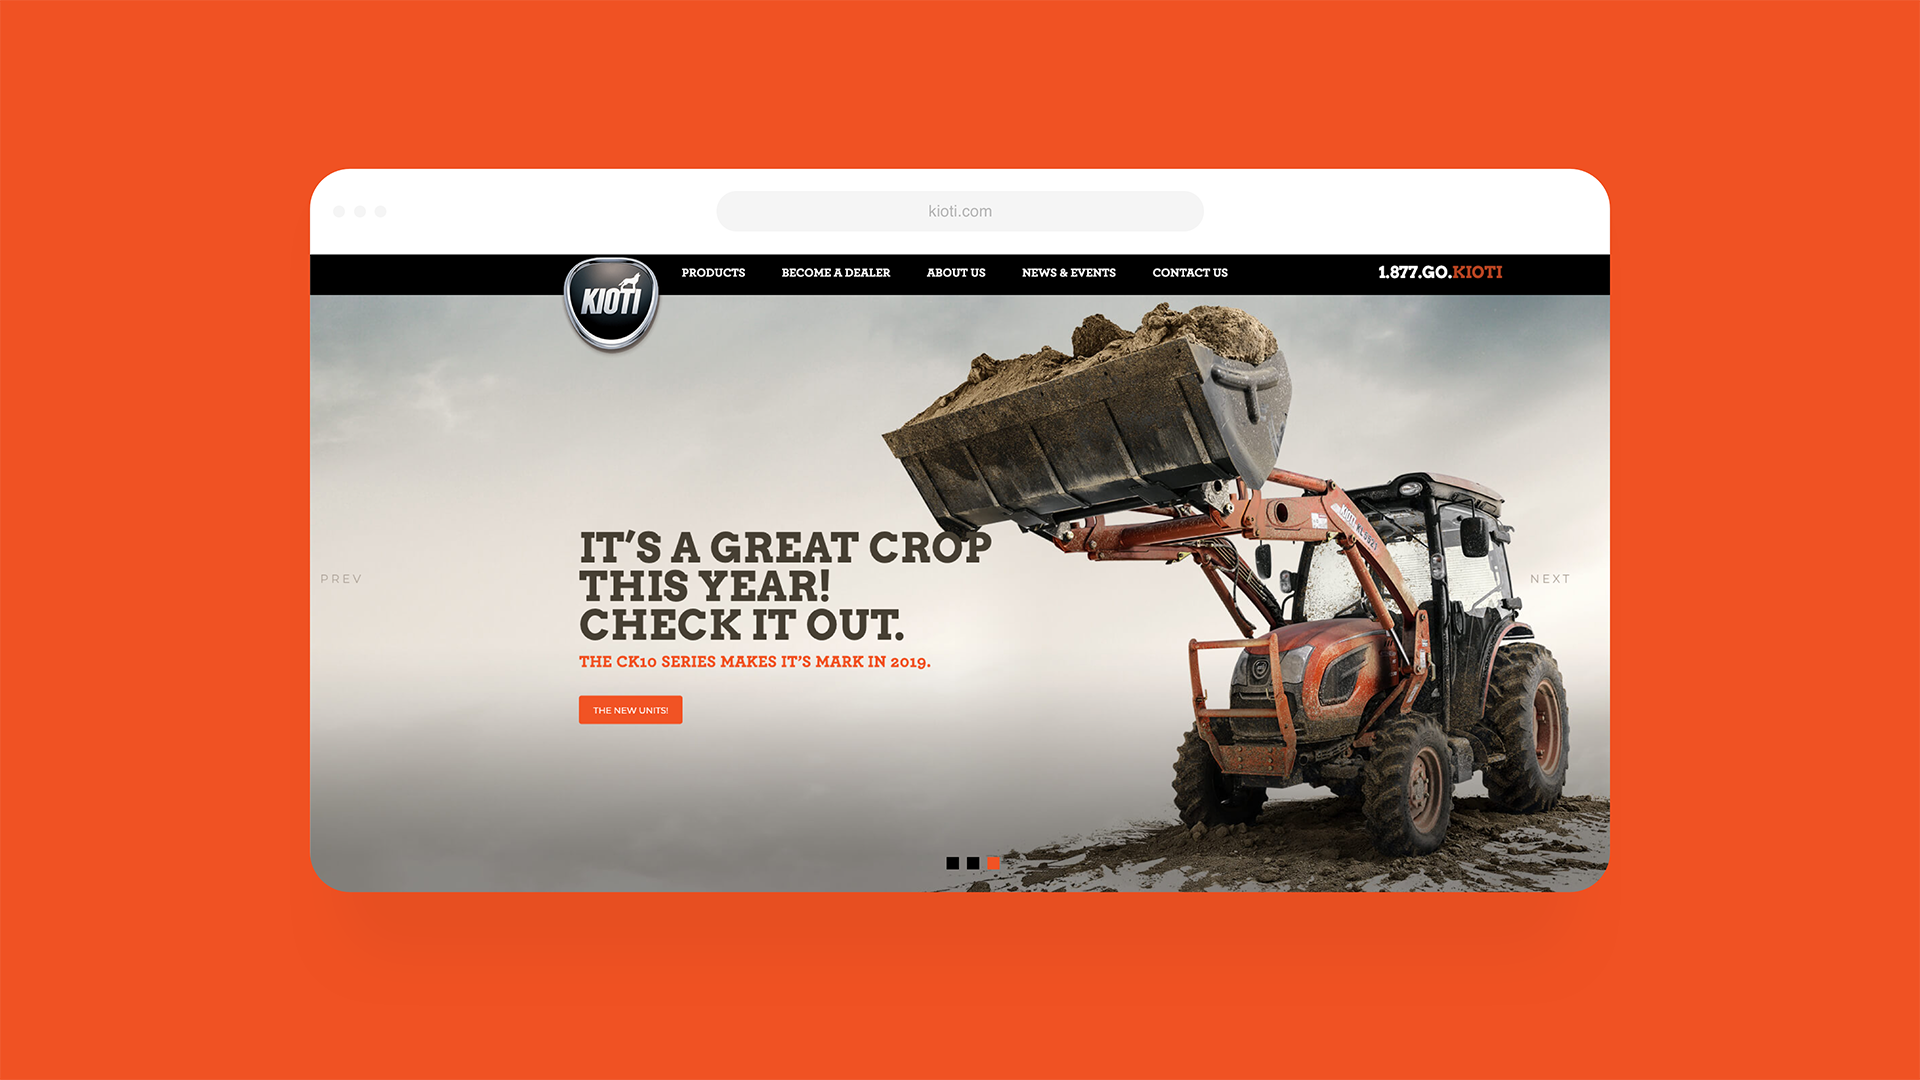 kioti.com
KIOTI
PRODUCTS
BECOME A DEALER
ABOUT US
NEWS & EVENTS
CONTACT US
1.877.GO.KIOTI
IT'S A GREAT CROP
THIS YEAR!
CHECK IT OUT.
THE CK10 SERIES MAKES IT'S MARK IN 2019.
THE NEW UNITS!
PREV
NEXT
KIOTI